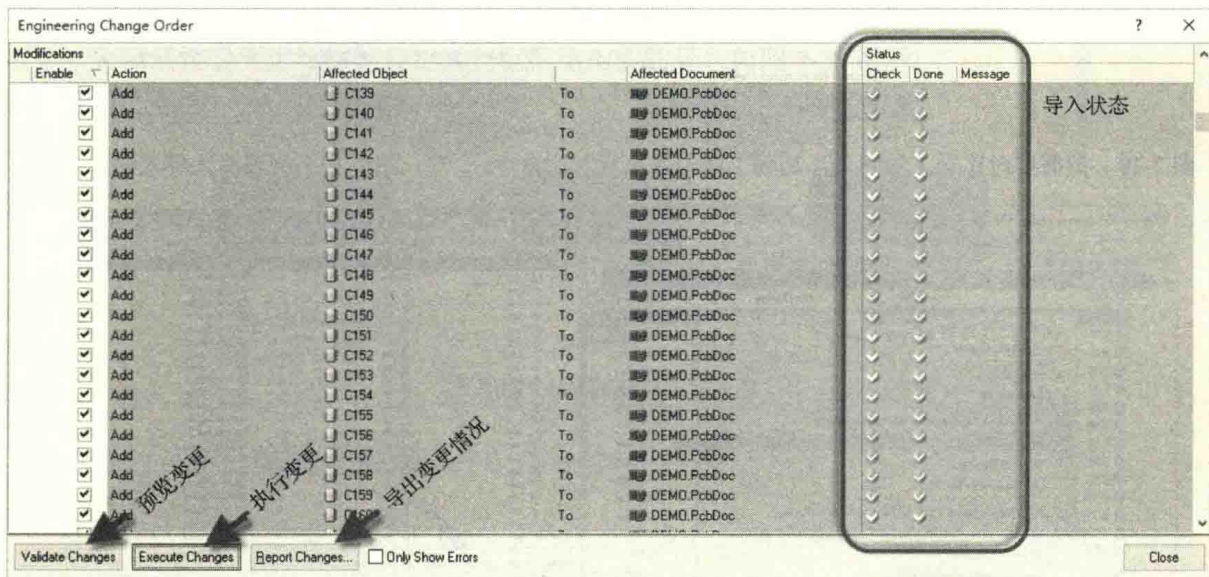 Engineering Change Order ? ×
Modifications Status
Enable Action Affected Object Affected Document Check Done Message
Add C139 To DEMO.PcbDoc 导入状态
Add C140 To DEMO.PcbDoc
Add C141 To DEMO.PcbDoc
Add C142 To DEMO.PcbDoc
Add C143 To DEMO.PcbDoc
Add C144 To DEMO.PcbDoc
Add C145 To DEMO.PcbDoc
Add C146 To DEMO.PcbDoc
Add C147 To DEMO.PcbDoc
Add C148 To DEMO.PcbDoc
Add C149 To DEMO.PcbDoc
Add C150 To DEMO.PcbDoc
Add C151 To DEMO.PcbDoc
Add C152 To DEMO.PcbDoc
Add C153 To DEMO.PcbDoc
Add C154 To DEMO.PcbDoc
Add C155 To DEMO.PcbDoc
Add C156 To DEMO.PcbDoc
Add C157 To DEMO.PcbDoc
Add C158 To DEMO.PcbDoc
Add C159 To DEMO.PcbDoc
Add To DEMO.PcbDoc
预览变更
执行变更
导出变更情况
Validate Changes Execute Changes Report Changes... Only Show Errors Close